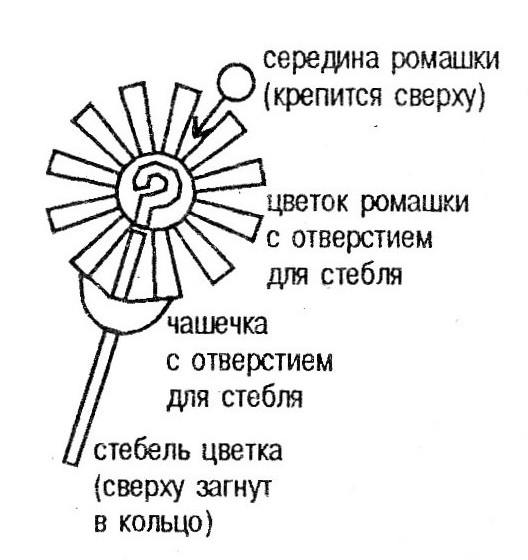 середина ромашки
(крепится сверху)
цветок ромашки
с отверстием
для стебля
чашечка
с отверстием
для стебля
стебель цветка
(сверху загнут
в кольцо)